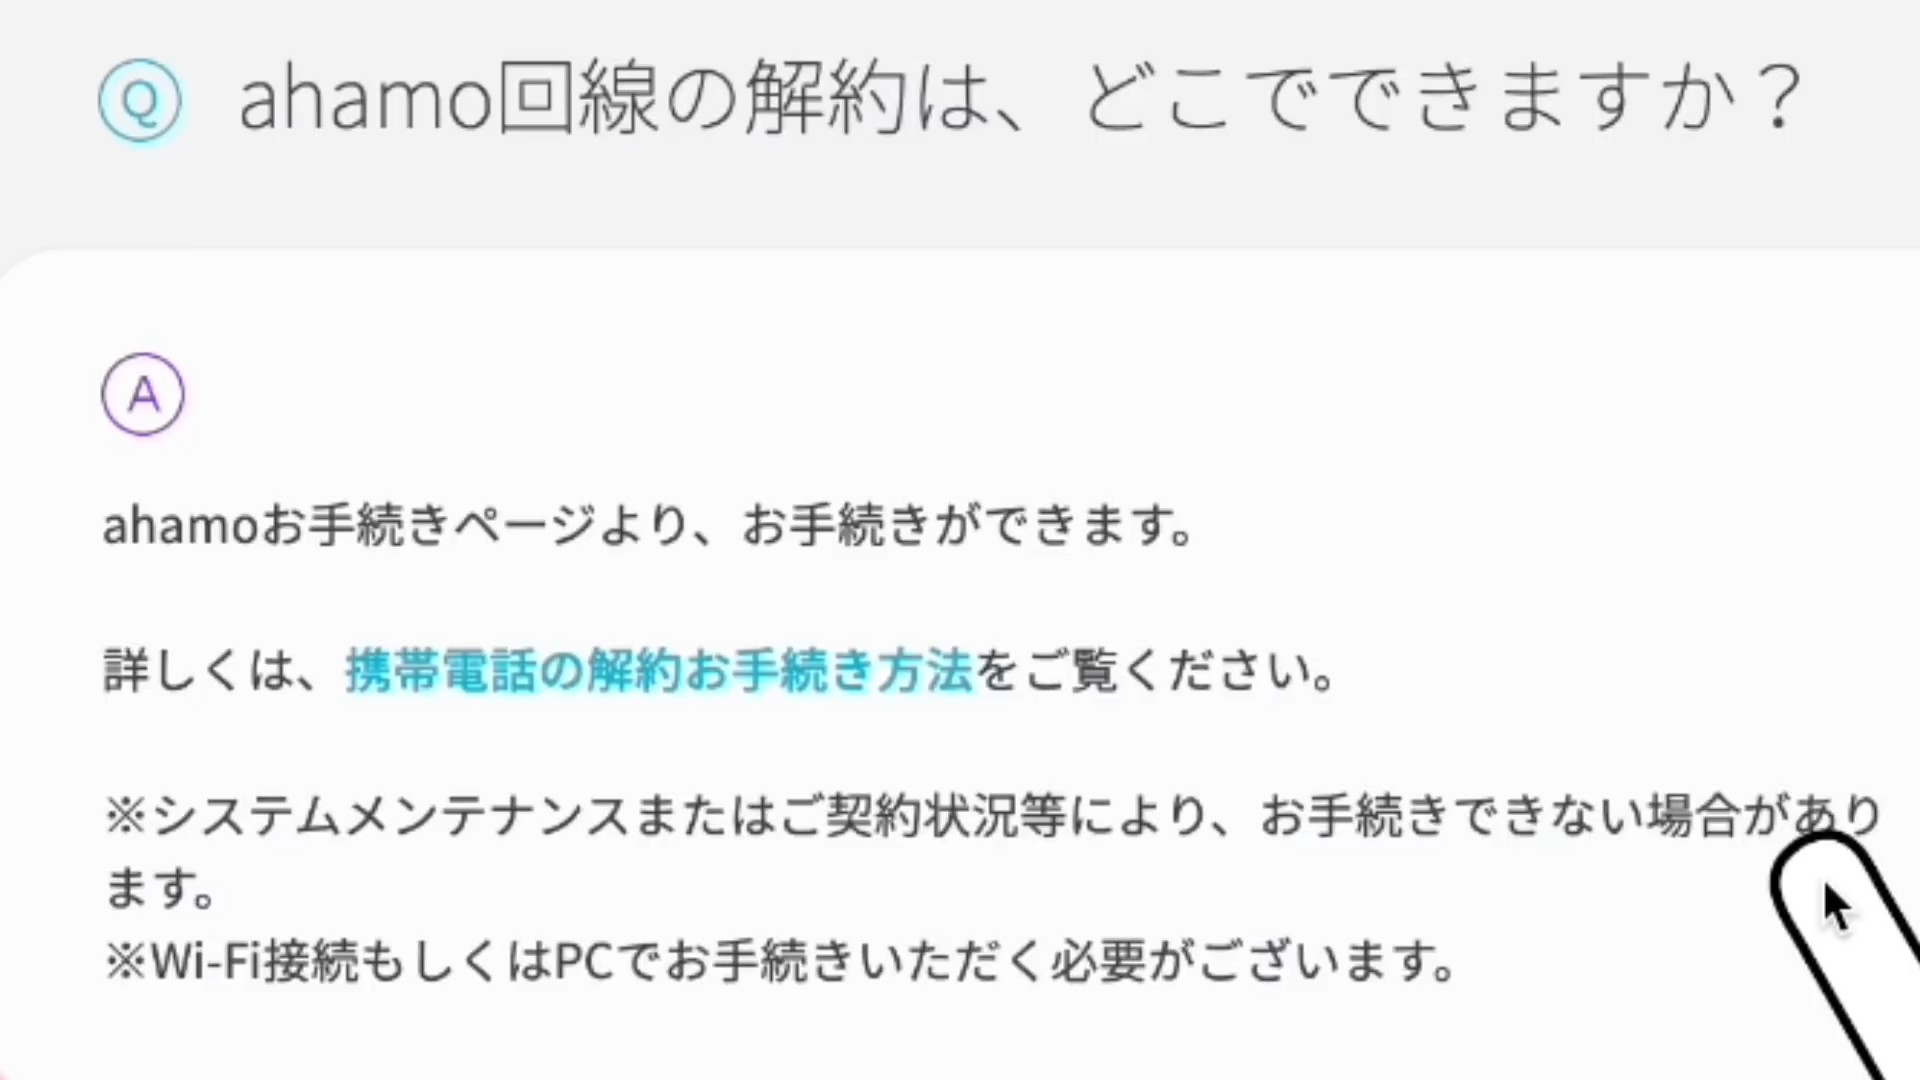 Q ahamo回線の解約は、どこでできますか？
A
ahamoお手続きページより、お手続きができます。
詳しくは、携帯電話の解約お手続き方法をご覧ください。
※システムメンテナンスまたはご契約状況等により、お手続きできない場合があり
ます。
※Wi-Fi接続もしくはPCでお手続きいただく必要がございます。